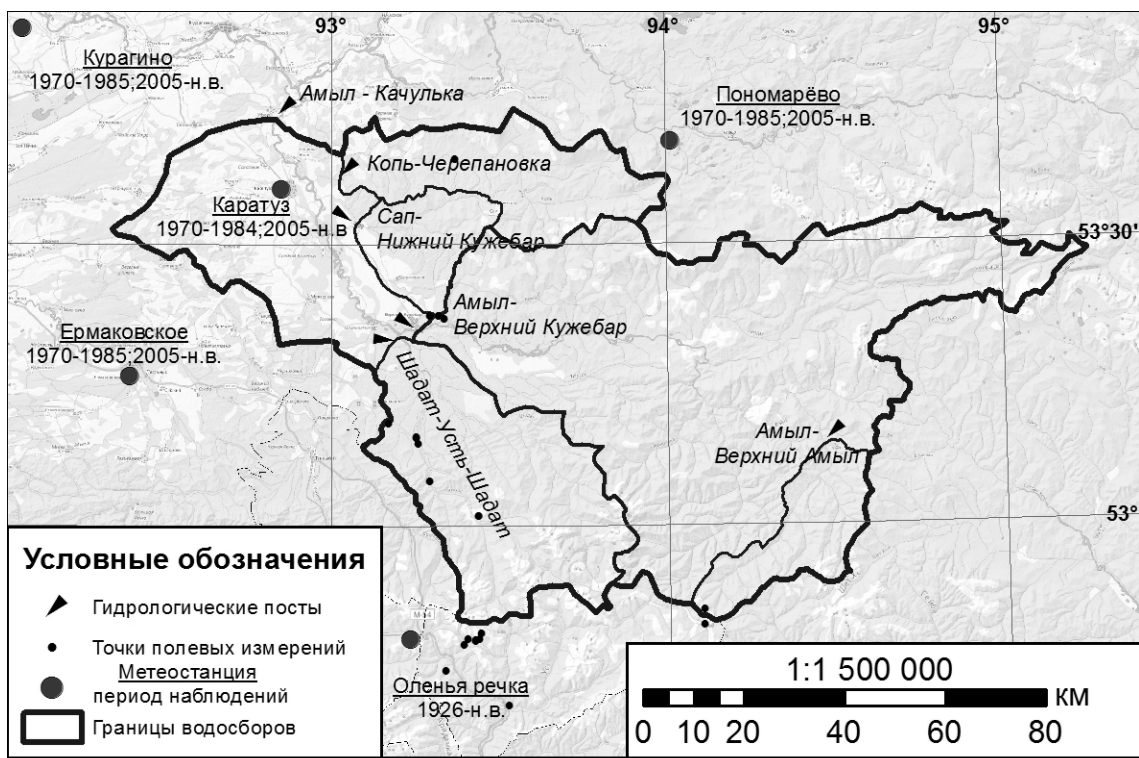 93°
94°
95°
Курагино
1970-1985;2005-н.в.
Амыл - Качулька
Пономарёво
1970-1985;2005-н.в.
Копь-Черепановка
Каратуз
1970-1984;2005-н.в
Сап-
Нижний Кужебар
53°30'
Амыл-
Верхний Кужебар
Ермаковское
1970-1985;2005-н.в.
Шадат-Усть-Шадат
Амыл-
Верхний Амыл
53°
Условные обозначения
Гидрологические посты
Точки полевых измерений
Метеостанция
период наблюдений
Границы водосборов
М-54
Оленья речка
1926-н.в.
1:1 500 000
КМ
0 10 20 40 60 80